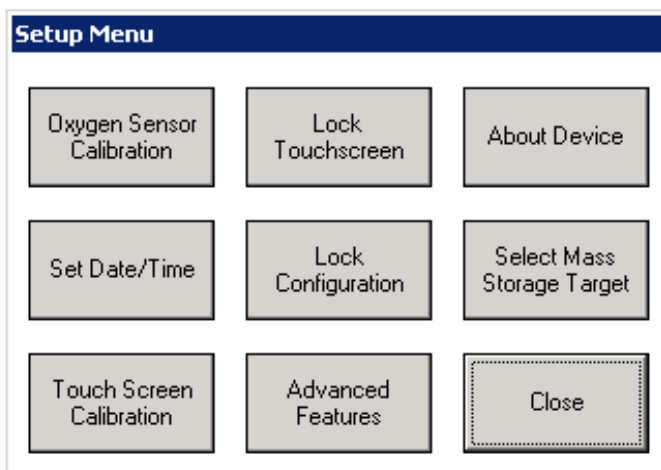 Setup Menu
Oxygen Sensor
Calibration
Lock
Touchscreen
About Device
Set Date/Time
Lock
Configuration
Select Mass
Storage Target
Touch Screen
Calibration
Advanced
Features
Close